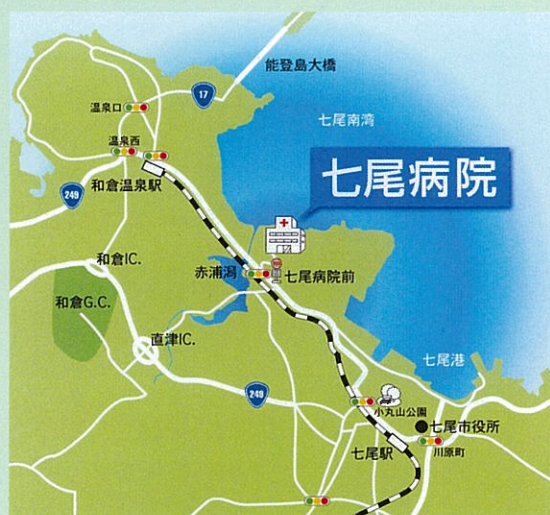 能登島大橋
17
温泉口
七尾南湾
温泉西
七尾病院
和倉温泉駅
249
和倉IC.
赤浦潟
七尾病院前
和倉G.C.
直津IC.
七尾港
249
小丸山公園
七尾市役所
七尾駅
川原町